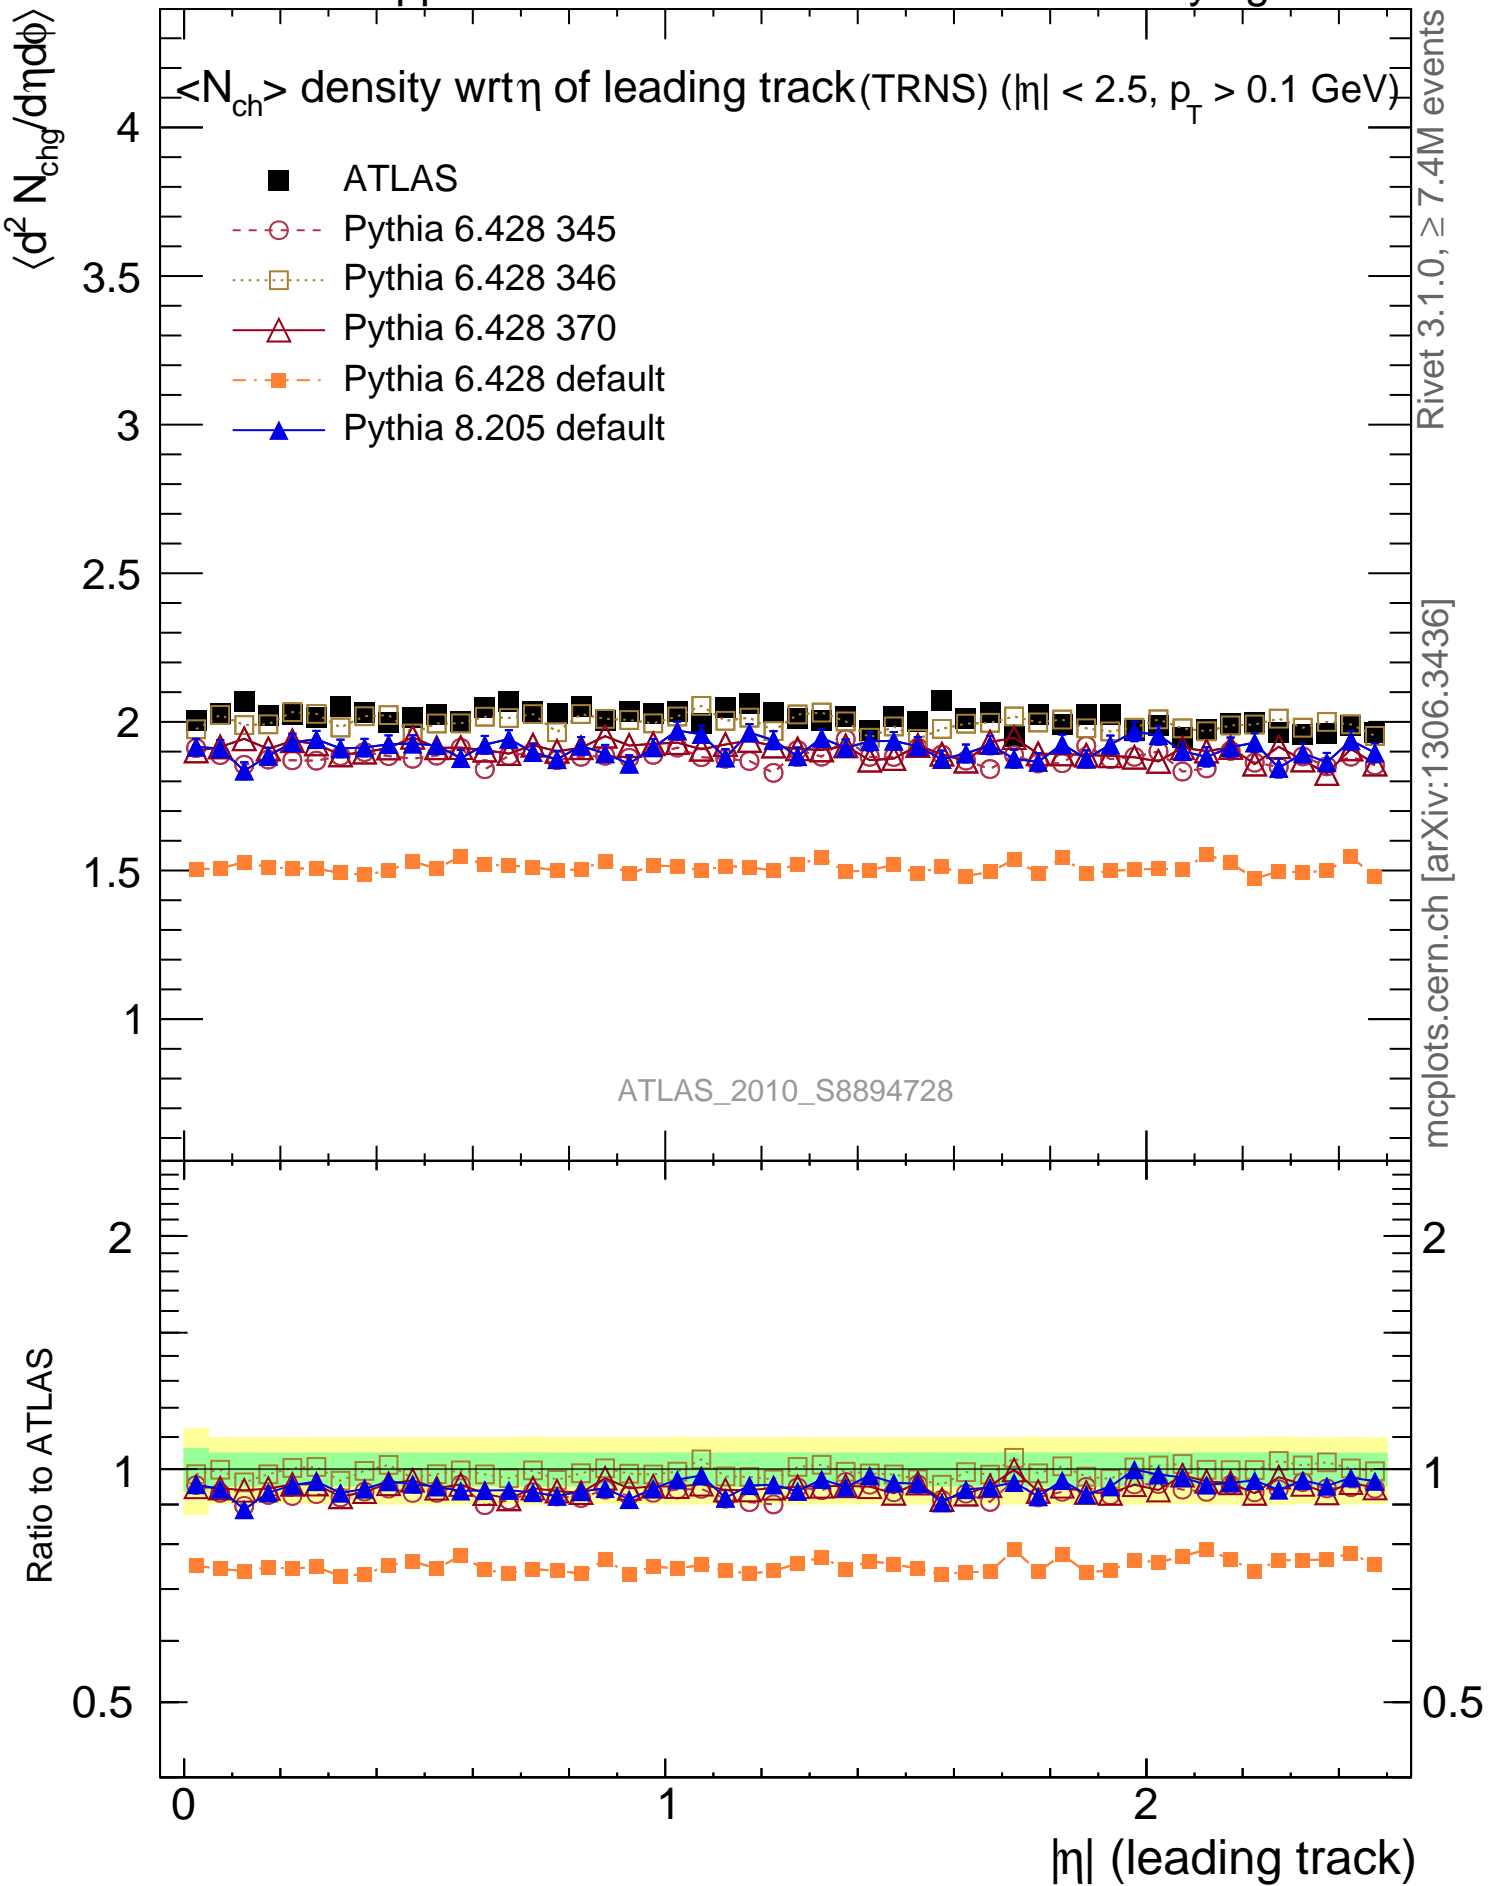 ⟨d² N_chg/dηdϕ⟩
<N_ch> density wrt η of leading track (TRNS) (|η| < 2.5, p_T > 0.1 GeV)
ATLAS
Pythia 6.428 345
Pythia 6.428 346
Pythia 6.428 370
Pythia 6.428 default
Pythia 8.205 default
4
3.5
3
2.5
2
1.5
1
ATLAS_2010_S8894728
Rivet 3.1.0, ≥ 7.4M events
mcplots.cern.ch [arXiv:1306.3436]
Ratio to ATLAS
2
1
0.5
2
1
0.5
0
1
2
|η| (leading track)